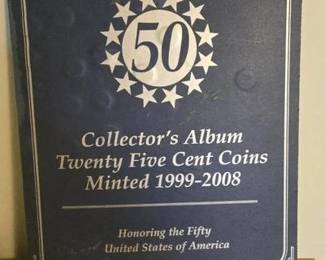 50
Collector's Album
Twenty Five Cent Coins
Minted 1999-2008
Honoring the Fifty
United States of America